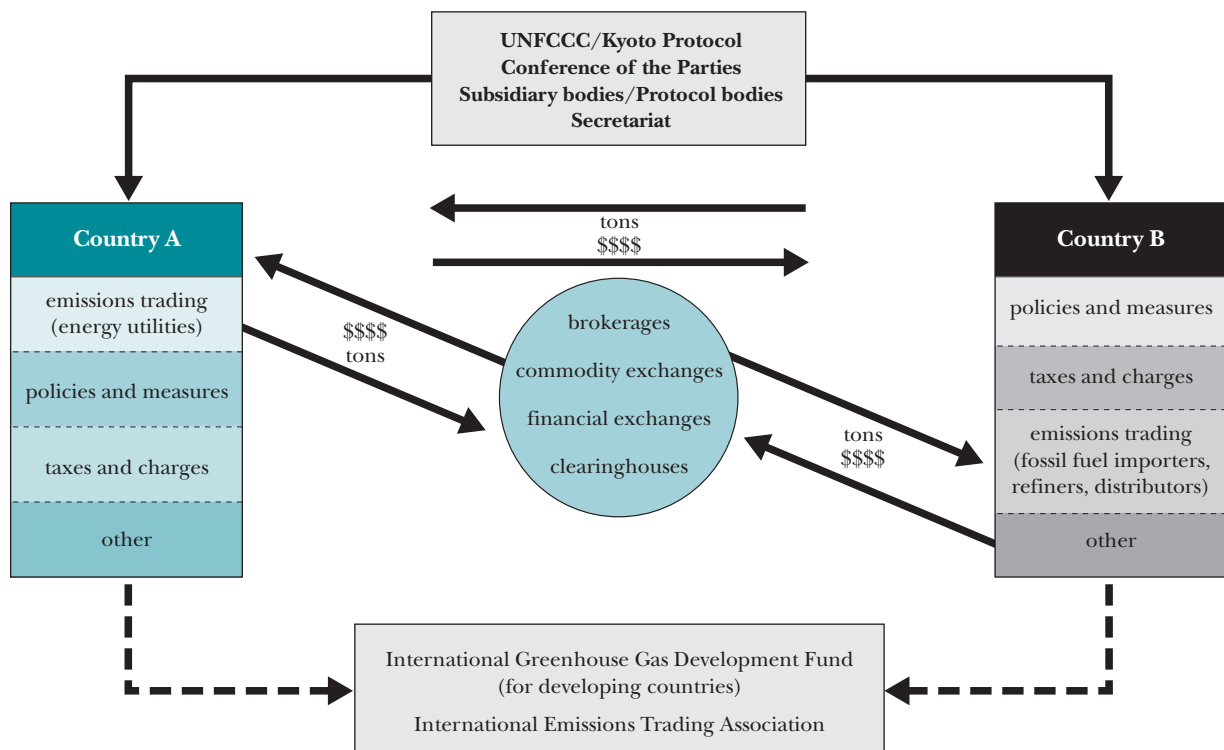 UNFCCC/Kyoto Protocol
Conference of the Parties
Subsidiary bodies/Protocol bodies
Secretariat
Country A
emissions trading
(energy utilities)
policies and measures
taxes and charges
other
tons
$$$$
$$$$
tons
brokerages
commodity exchanges
financial exchanges
clearinghouses
tons
$$$$
Country B
policies and measures
taxes and charges
emissions trading
(fossil fuel importers,
refiners, distributors)
other
International Greenhouse Gas Development Fund
(for developing countries)
International Emissions Trading Association